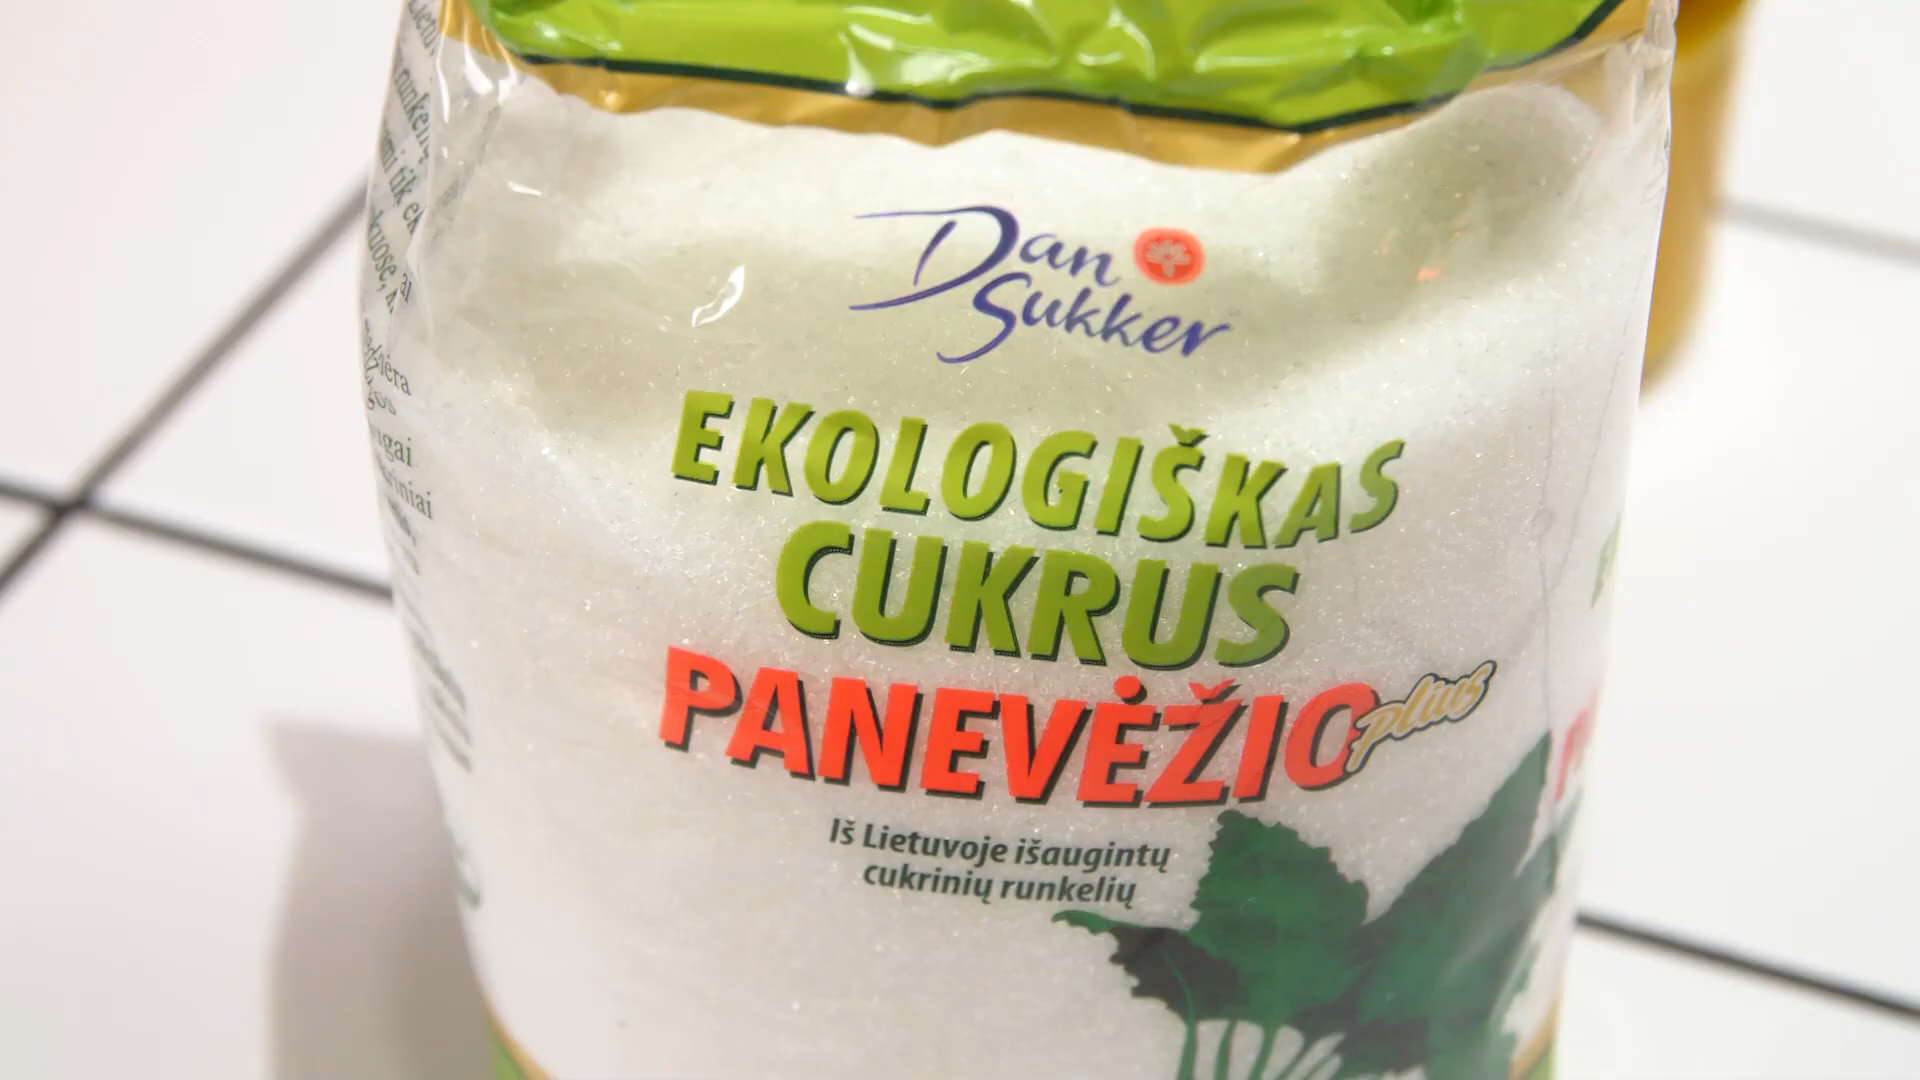 Dan
Sukker
EKOLOGIŠKAS
CUKRUS
PANEVĖŽIO plius
Iš Lietuvoje išaugintų
cukrinių runkelių